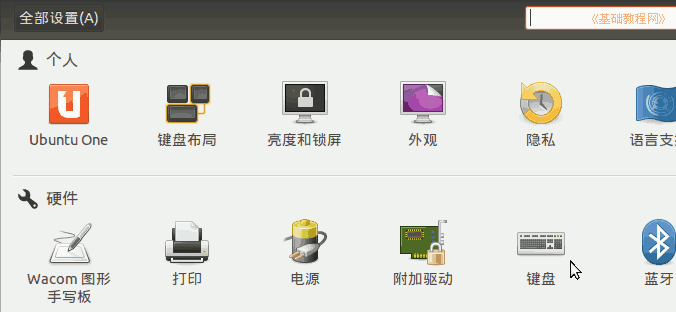 全部设置(A)
《基础教程网》
个人
Ubuntu One
键盘布局
亮度和锁屏
外观
隐私
语言支
硬件
Wacom 图形
手写板
打印
电源
附加驱动
键盘
蓝牙